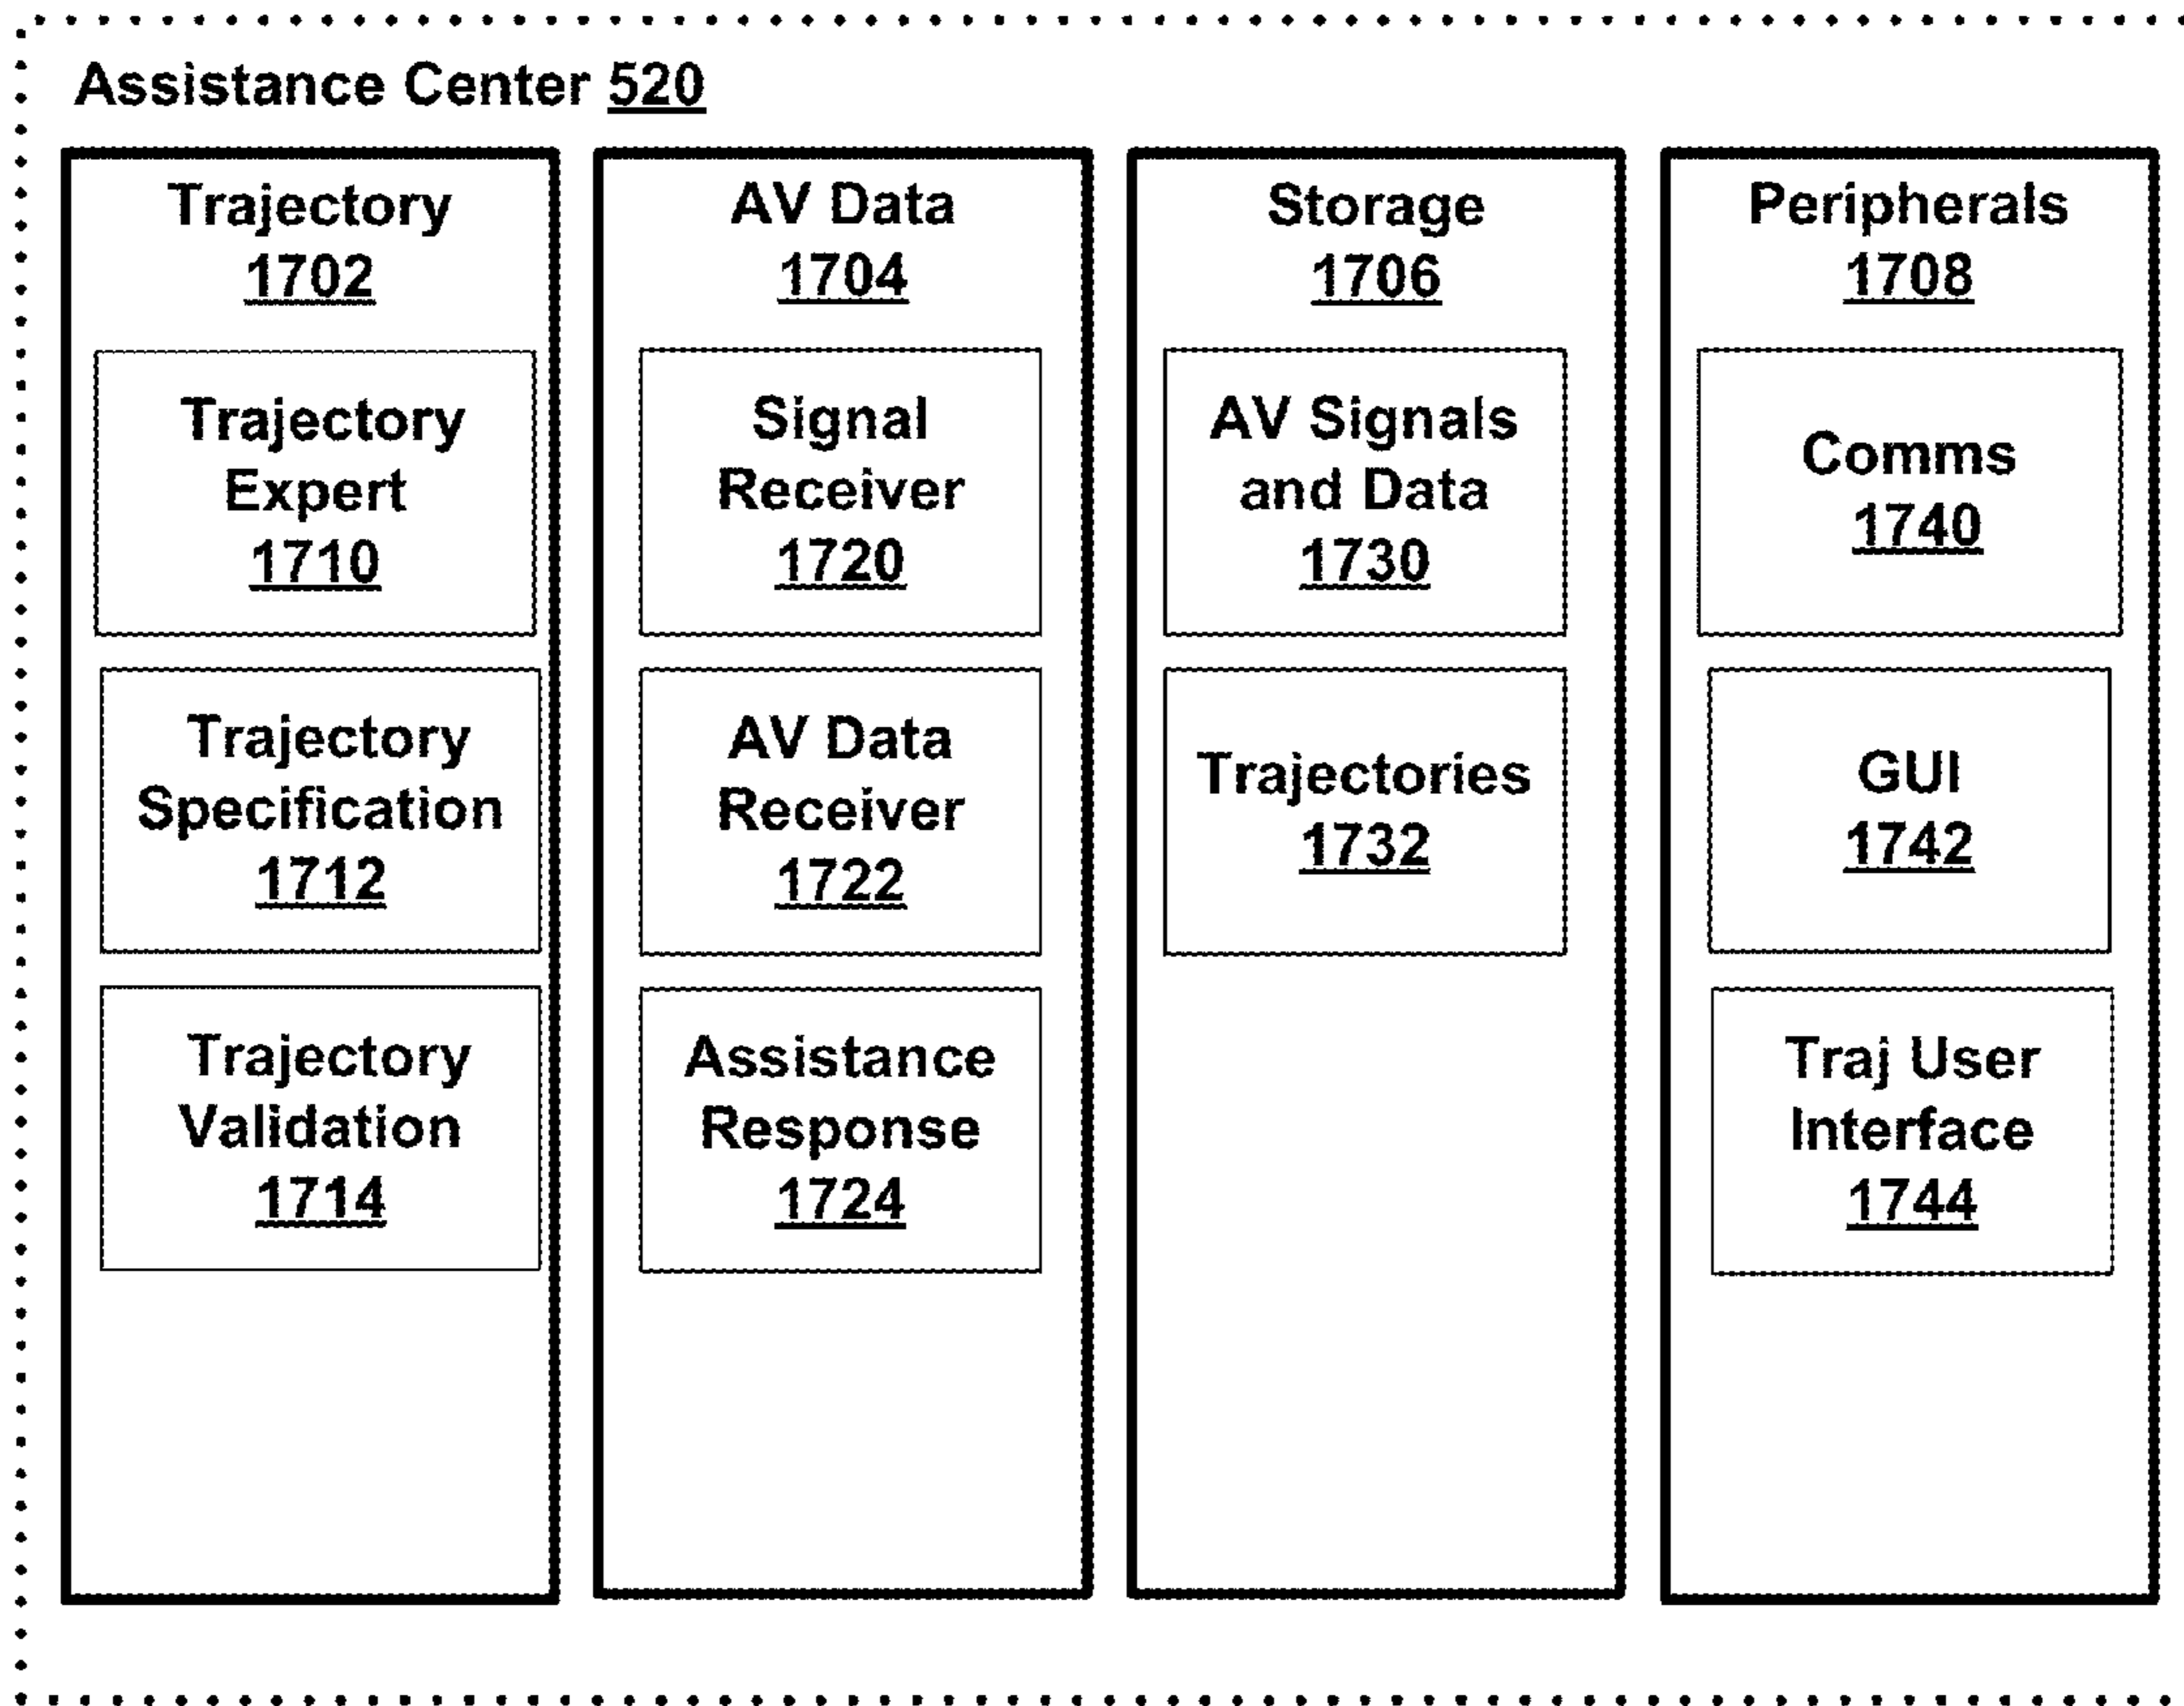 Assistance Center 520
Trajectory
1702
Trajectory
Expert
1710
Trajectory
Specification
1712
Trajectory
Validation
1714
AV Data
1704
Signal
Receiver
1720
AV Data
Receiver
1722
Assistance
Response
1724
Storage
1706
AV Signals
and Data
1730
Trajectories
1732
Peripherals
1708
Comms
1740
GUI
1742
Traj User
Interface
1744